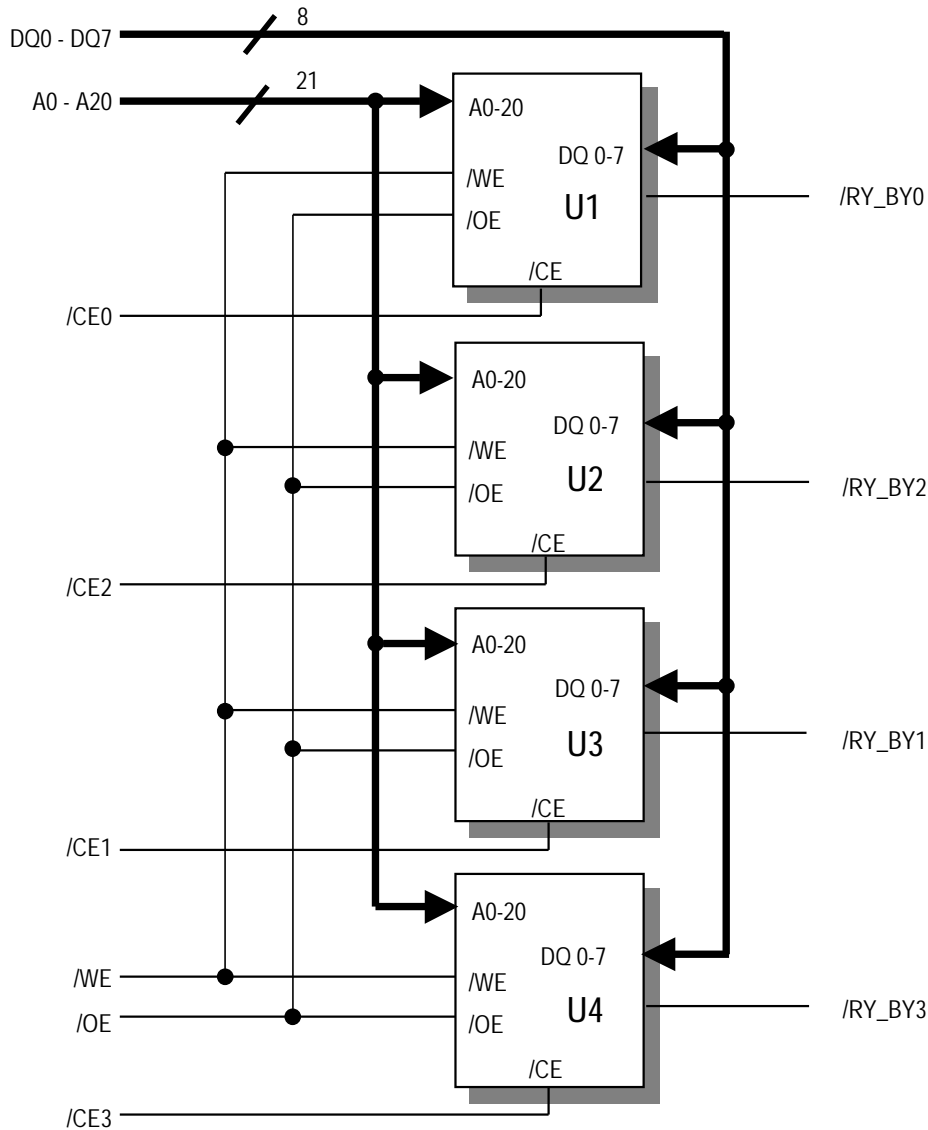 8
DQ0 - DQ7
21
A0 - A20
A0-20
DQ 0-7
/WE
U1
/RY_BY0
/OE
/CE
/CE0
A0-20
DQ 0-7
/WE
U2
/RY_BY2
/OE
/CE
/CE2
A0-20
DQ 0-7
/WE
U3
/RY_BY1
/OE
/CE
/CE1
A0-20
DQ 0-7
/WE
/WE
U4
/RY_BY3
/OE
/OE
/CE
/CE3